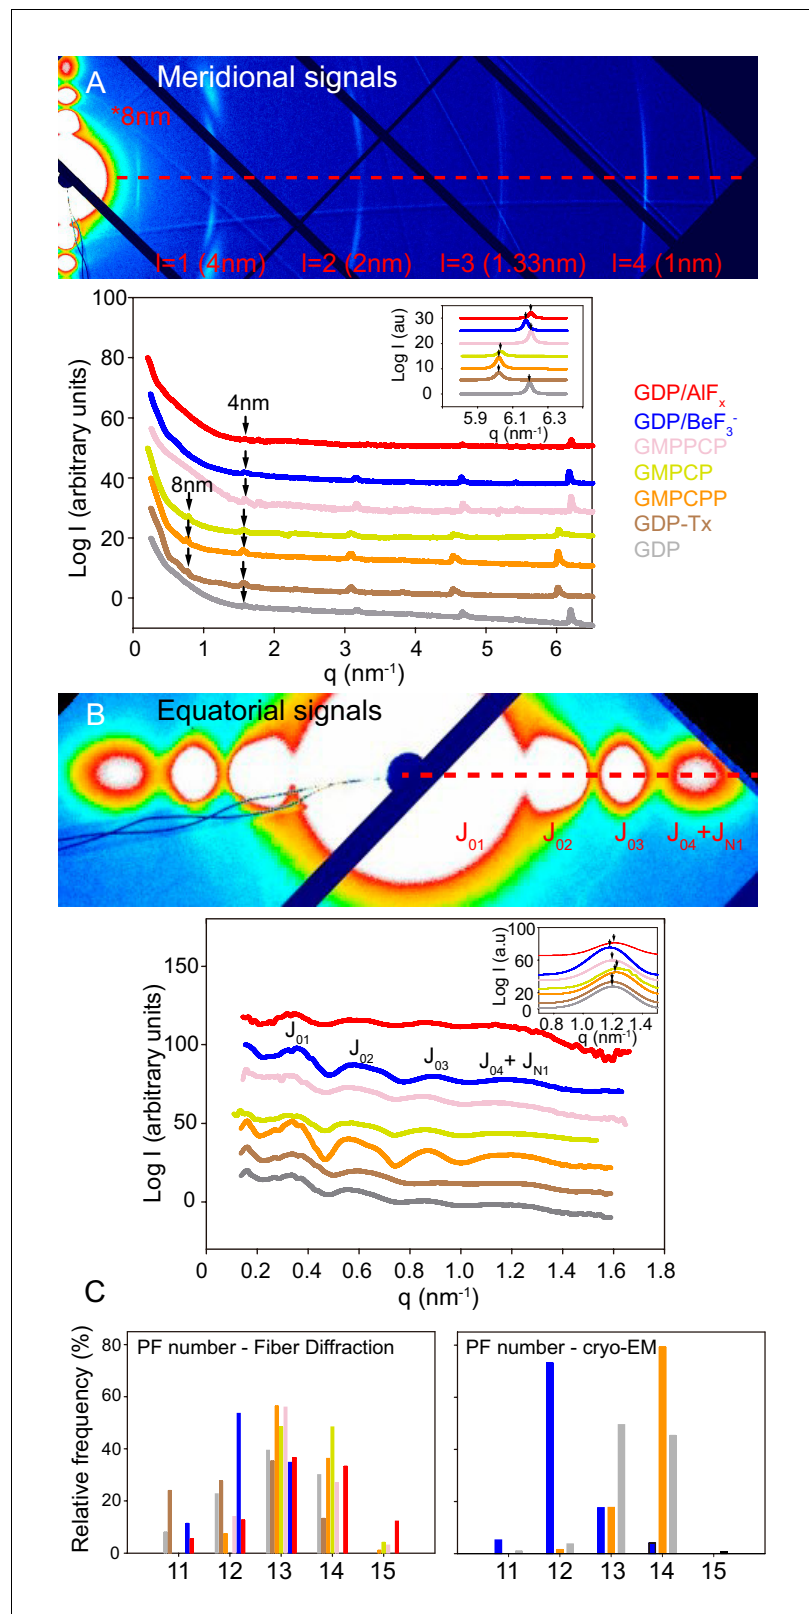 A Meridional signals
*8nm
l=1 (4nm) l=2 (2nm) l=3 (1.33nm) l=4 (1nm)
100
80
60
40
20
0
Log I (arbitrary units)
4nm
8nm
30
20
10
0
Log I (au)
5.9 6.1 6.3
q (nm⁻¹)
0 1 2 3 4 5 6
q (nm⁻¹)
GDP/AlFₓ
GDP/BeF₃⁻
GMPPCP
GMPCP
GMPCPP
GDP-Tx
GDP
B Equatorial signals
J₀₁ J₀₂ J₀₃ J₀₄+J_N1
150
100
50
0
Log I (arbitrary units)
J₀₁
J₀₂
J₀₃
J₀₄ + J_N1
100
60
20
0
Log I (a.u)
0.8 1.0 1.2 1.4
q (nm⁻¹)
0 0.2 0.4 0.6 0.8 1.0 1.2 1.4 1.6 1.8
q (nm⁻¹)
C
80
60
40
20
0
Relative frequency (%)
PF number - Fiber Diffraction
11 12 13 14 15
PF number - cryo-EM
11 12 13 14 15